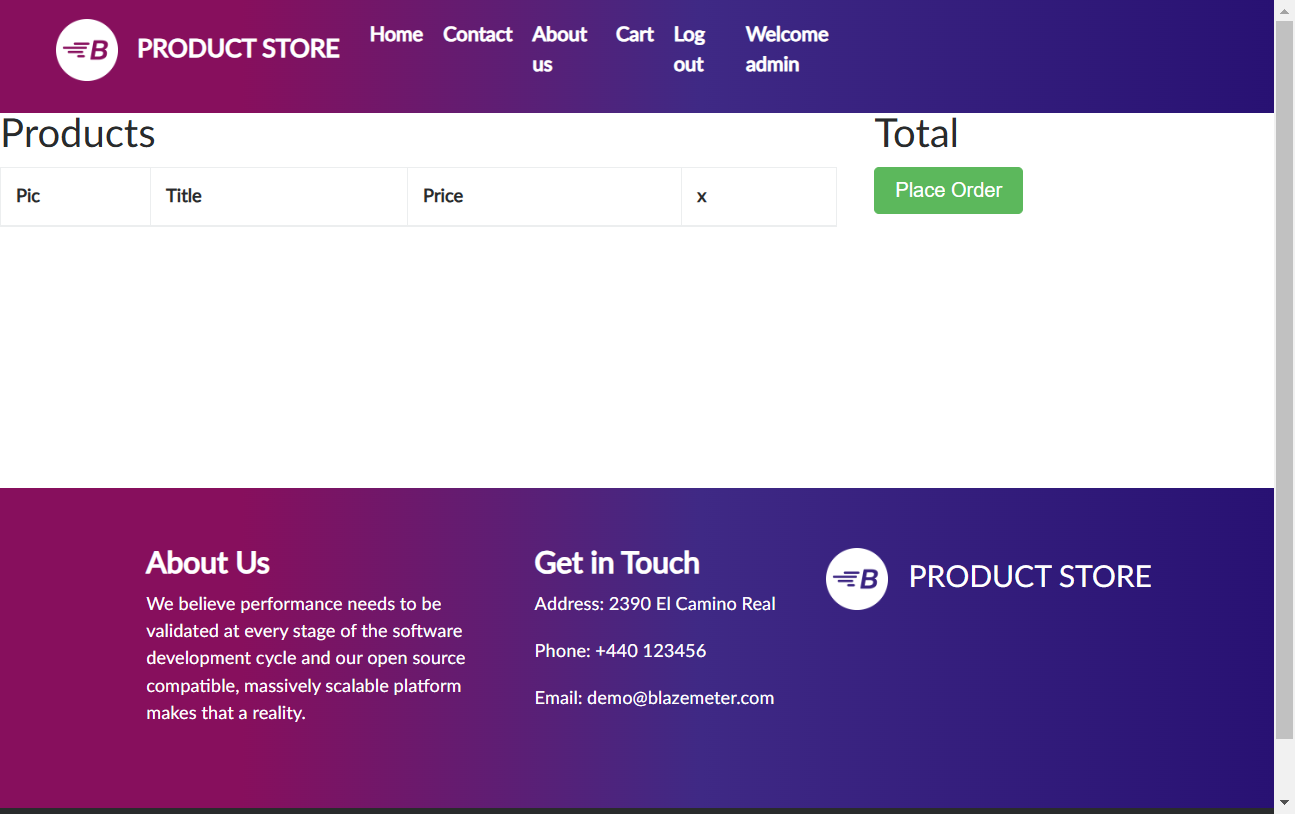 B
PRODUCT STORE
Home
Contact
About
us
Cart
Log
out
Welcome
admin
Products
Pic
Title
Price
x
Total
Place Order
About Us
We believe performance needs to be
validated at every stage of the software
development cycle and our open source
compatible, massively scalable platform
makes that a reality.
Get in Touch
Address: 2390 El Camino Real
Phone: +440 123456
Email: demo@blazemeter.com
B
PRODUCT STORE